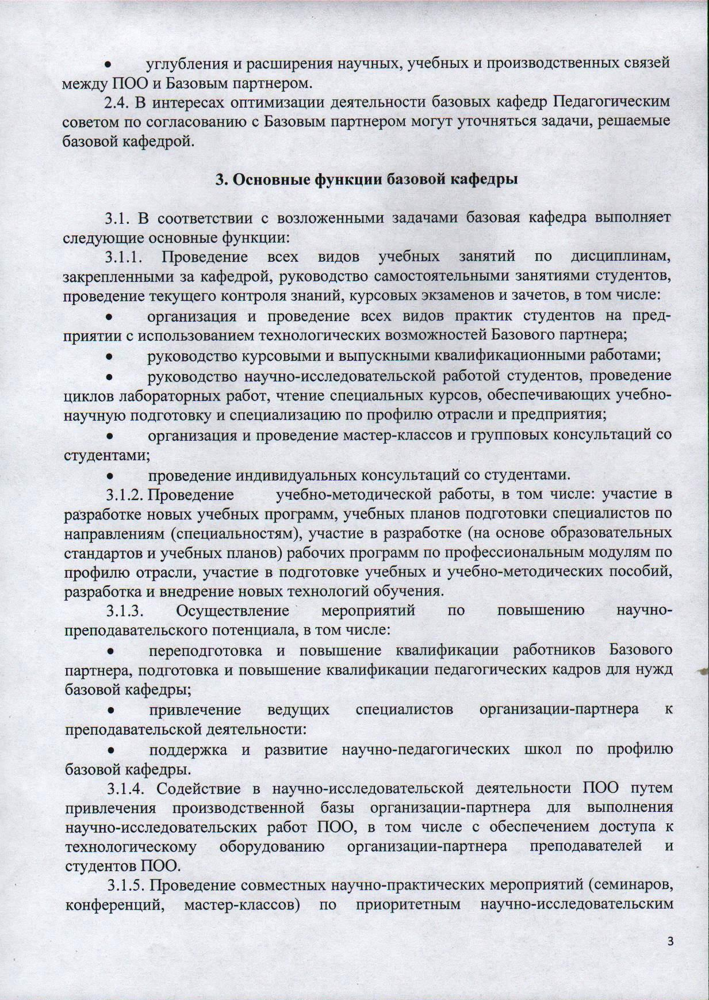 • углубления и расширения научных, учебных и производственных связей
между ПОО и Базовым партнером.
2.4. В интересах оптимизации деятельности базовых кафедр Педагогическим
советом по согласованию с Базовым партнером могут уточняться задачи, решаемые
базовой кафедрой.
3. Основные функции базовой кафедры
3.1. В соответствии с возложенными задачами базовая кафедра выполняет
следующие основные функции:
3.1.1. Проведение всех видов учебных занятий по дисциплинам,
закрепленными за кафедрой, руководство самостоятельными занятиями студентов,
проведение текущего контроля знаний, курсовых экзаменов и зачетов, в том числе:
• организация и проведение всех видов практик студентов на пред-
приятии с использованием технологических возможностей Базового партнера;
• руководство курсовыми и выпускными квалификационными работами;
• руководство научно-исследовательской работой студентов, проведение
циклов лабораторных работ, чтение специальных курсов, обеспечивающих учебно-
научную подготовку и специализацию по профилю отрасли и предприятия;
• организация и проведение мастер-классов и групповых консультаций со
студентами;
• проведение индивидуальных консультаций со студентами.
3.1.2. Проведение учебно-методической работы, в том числе: участие в
разработке новых учебных программ, учебных планов подготовки специалистов по
направлениям (специальностям), участие в разработке (на основе образовательных
стандартов и учебных планов) рабочих программ по профессиональным модулям по
профилю отрасли, участие в подготовке учебных и учебно-методических пособий,
разработка и внедрение новых технологий обучения.
3.1.3. Осуществление мероприятий по повышению научно-
преподавательского потенциала, в том числе:
• переподготовка и повышение квалификации работников Базового
партнера, подготовка и повышение квалификации педагогических кадров для нужд
базовой кафедры;
• привлечение ведущих специалистов организации-партнера к
преподавательской деятельности:
• поддержка и развитие научно-педагогических школ по профилю
базовой кафедры.
3.1.4. Содействие в научно-исследовательской деятельности ПОО путем
привлечения производственной базы организации-партнера для выполнения
научно-исследовательских работ ПОО, в том числе с обеспечением доступа к
технологическому оборудованию организации-партнера преподавателей и
студентов ПОО.
3.1.5. Проведение совместных научно-практических мероприятий (семинаров,
конференций, мастер-классов) по приоритетным научно-исследовательским
3